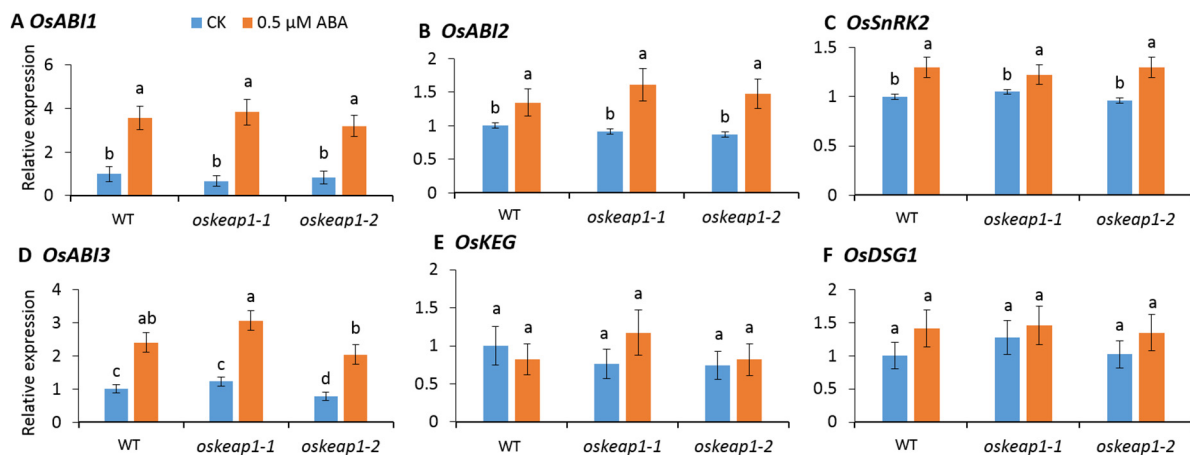 A OsABI1
CK
0.5 μM ABA
Relative expression
6
4
2
0
b
a
b
a
b
a
WT
oskeap1-1
oskeap1-2
B OsABI2
2
1.5
1
0.5
0
b
a
b
a
b
a
WT
oskeap1-1
oskeap1-2
C OsSnRK2
1.5
1
0.5
0
b
a
b
a
b
a
WT
oskeap1-1
oskeap1-2
D OsABI3
Relative expression
4
3
2
1
0
c
ab
c
a
d
b
WT
oskeap1-1
oskeap1-2
E OsKEG
2
1.5
1
0.5
0
a
a
a
a
a
a
WT
oskeap1-1
oskeap1-2
F OsDSG1
2
1.5
1
0.5
0
a
a
a
a
a
a
WT
oskeap1-1
oskeap1-2